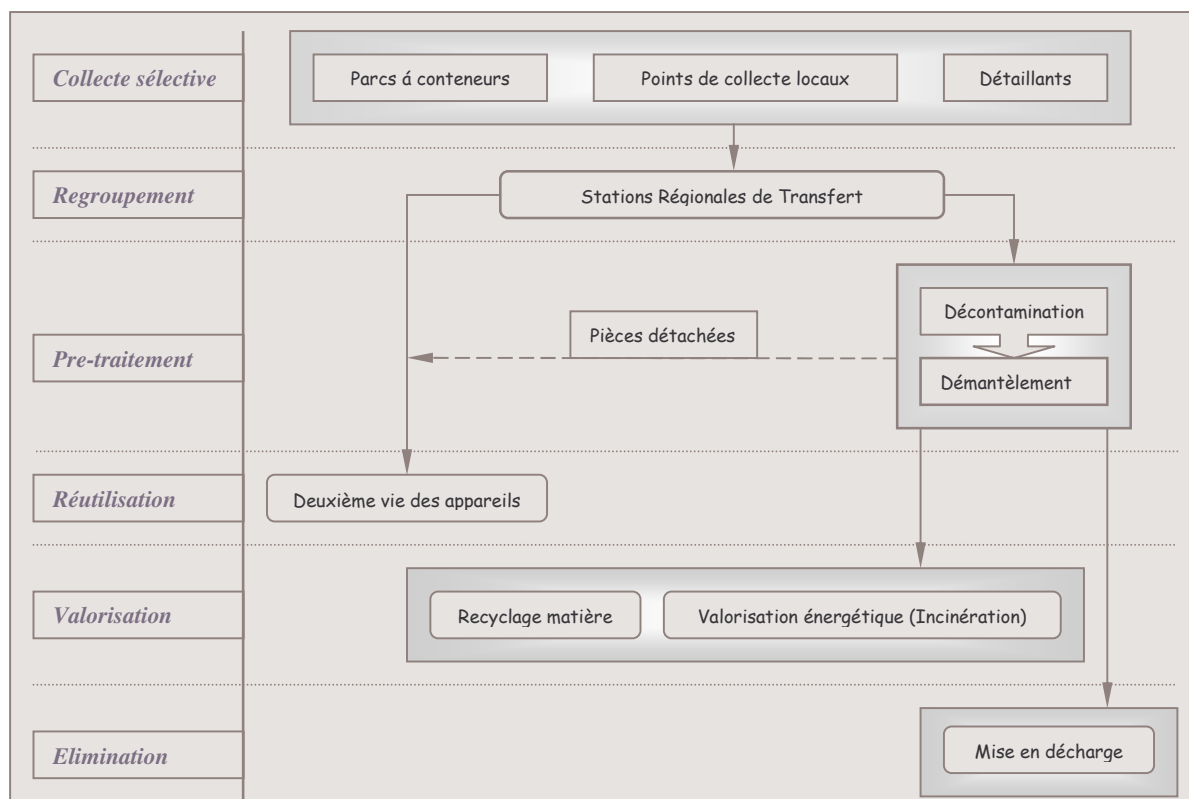 Collecte sélective
Parcs á conteneurs
Points de collecte locaux
Détaillants
Regroupement
Stations Régionales de Transfert
Décontamination
Pièces détachées
Pre-traitement
Démantèlement
Réutilisation
Deuxième vie des appareils
Valorisation
Recyclage matière
Valorisation énergétique (Incinération)
Elimination
Mise en décharge